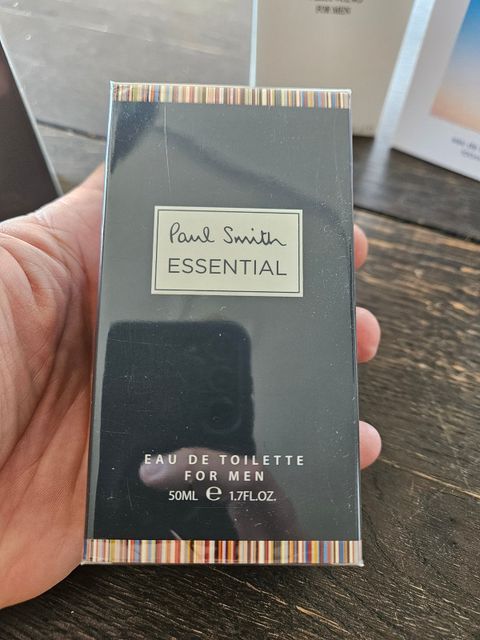 FOR MEN
Paul Smith
ESSENTIAL
EAU DE TOILETTE
FOR MEN
50ML ℮ 1.7FL.OZ.